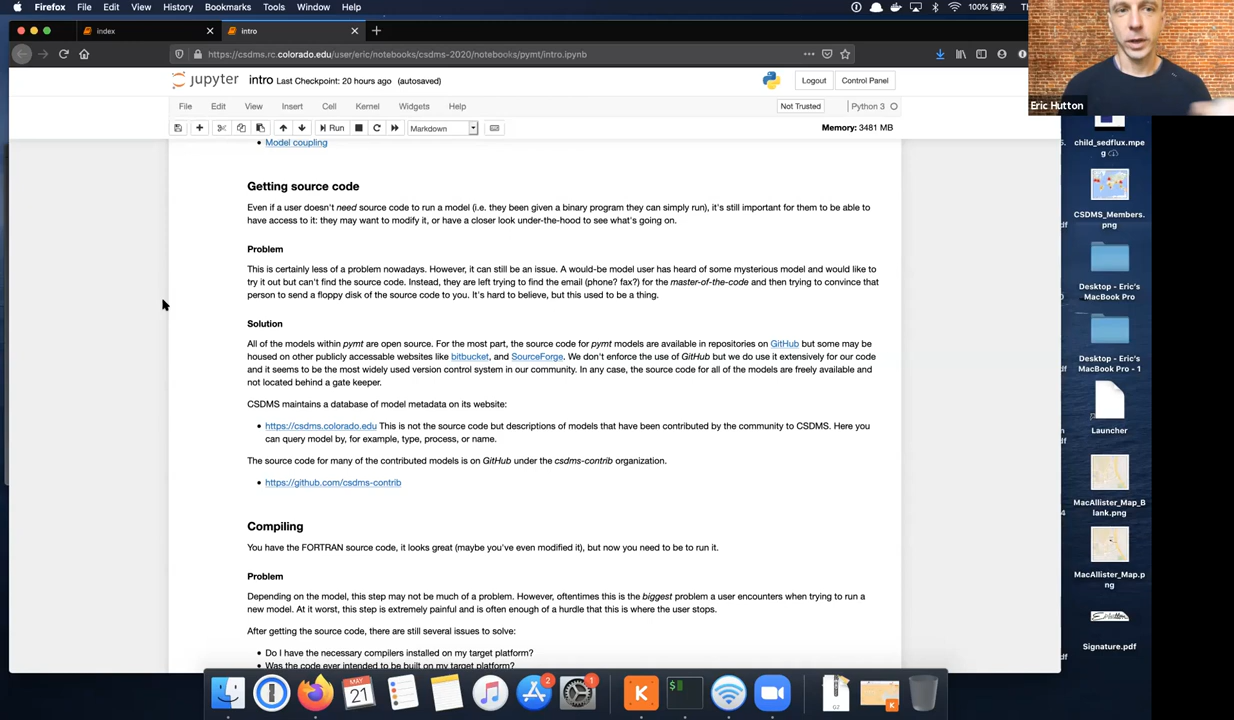 Firefox File Edit View History Bookmarks Tools Window Help 100%
index
intro
https://csdms.rc.colorado.edu/user/eric/notebooks/csdms-2020/notebooks/pymt/intro.ipynb
jupyter intro Last Checkpoint: 20 hours ago (autosaved)
Logout
Control Panel
Eric Hutton
File Edit View Insert Cell Kernel Widgets Help
Not Trusted
Python 3
Run
Markdown
Memory: 3481 MB
Model coupling
Getting source code
Even if a user doesn't need source code to run a model (i.e. they been given a binary program they can simply run), it's still important for them to be able to
have access to it: they may want to modify it, or have a closer look under-the-hood to see what's going on.
Problem
This is certainly less of a problem nowadays. However, it can still be an issue. A would-be model user has heard of some mysterious model and would like to
try it out but can't find the source code. Instead, they are left trying to find the email (phone? fax?) for the master-of-the-code and then trying to convince that
person to send a floppy disk of the source code to you. It's hard to believe, but this used to be a thing.
Solution
All of the models within pymt are open source. For the most part, the source code for pymt models are available in repositories on GitHub but some may be
housed on other publicly accessable websites like bitbucket, and SourceForge. We don't enforce the use of GitHub but we do use it extensively for our code
and it seems to be the most widely used version control system in our community. In any case, the source code for all of the models are freely available and
not located behind a gate keeper.
CSDMS maintains a database of model metadata on its website:
https://csdms.colorado.edu This is not the source code but descriptions of models that have been contributed by the community to CSDMS. Here you
can query model by, for example, type, process, or name.
The source code for many of the contributed models is on GitHub under the csdms-contrib organization.
https://github.com/csdms-contrib
Compiling
You have the FORTRAN source code, it looks great (maybe you've even modified it), but now you need to be to run it.
Problem
Depending on the model, this step may not be much of a problem. However, oftentimes this is the biggest problem a user encounters when trying to run a
new model. At it worst, this step is extremely painful and is often enough of a hurdle that this is where the user stops.
After getting the source code, there are still several issues to solve:
Do I have the necessary compilers installed on my target platform?
Was the code ever intended to be built on my target platform?
child_sedflux.mpe
g
CSDMS_Members.
png
Desktop - Eric's
MacBook Pro
Desktop - Eric's
MacBook Pro - 1
Launcher
MacAllister_Map_B
lank.png
MacAllister_Map.p
ng
Signature.pdf
MAY
21
2
1